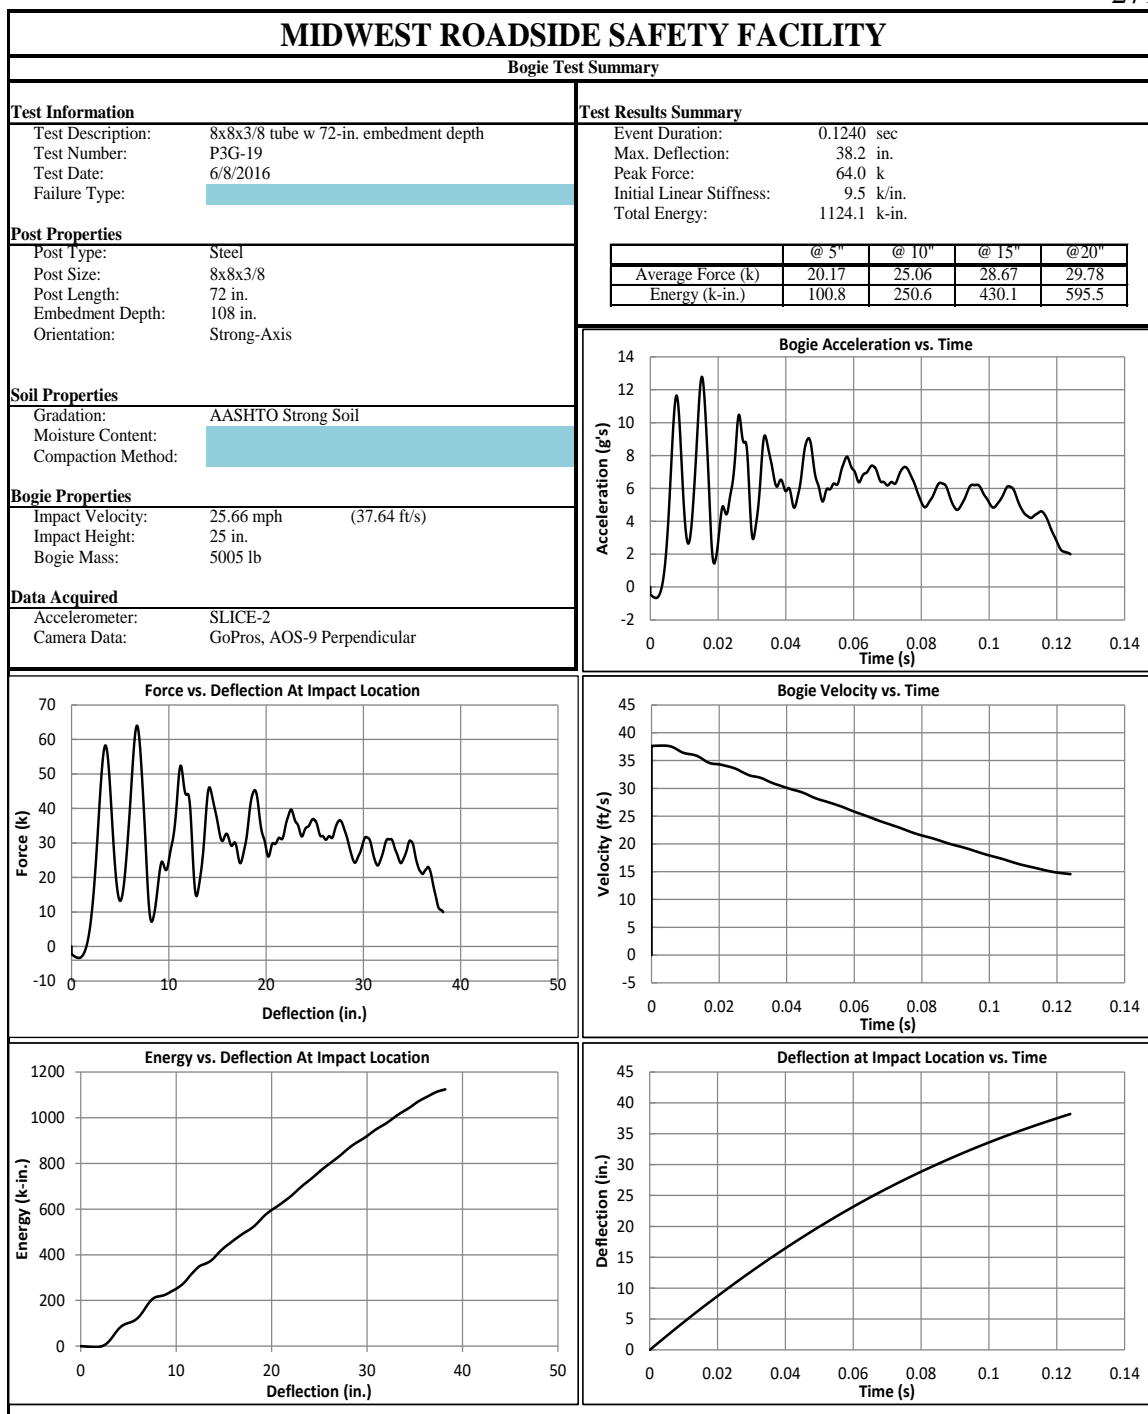 MIDWEST ROADSIDE SAFETY FACILITY
Bogie Test Summary
Test Information
Test Description: 8x8x3/8 tube w 72-in. embedment depth
Test Number: P3G-19
Test Date: 6/8/2016
Failure Type:
Post Properties
Post Type: Steel
Post Size: 8x8x3/8
Post Length: 72 in.
Embedment Depth: 108 in.
Orientation: Strong-Axis
Soil Properties
Gradation: AASHTO Strong Soil
Moisture Content:
Compaction Method:
Bogie Properties
Impact Velocity: 25.66 mph (37.64 ft/s)
Impact Height: 25 in.
Bogie Mass: 5005 lb
Data Acquired
Accelerometer: SLICE-2
Camera Data: GoPros, AOS-9 Perpendicular
Test Results Summary
Event Duration: 0.1240 sec
Max. Deflection: 38.2 in.
Peak Force: 64.0 k
Initial Linear Stiffness: 9.5 k/in.
Total Energy: 1124.1 k-in.
@ 5" @ 10" @ 15" @20"
Average Force (k) 20.17 25.06 28.67 29.78
Energy (k-in.) 100.8 250.6 430.1 595.5
Bogie Acceleration vs. Time
14
12
10
8
6
4
2
0
-2
Acceleration (g's)
0 0.02 0.04 0.06 0.08 0.1 0.12 0.14
Time (s)
Force vs. Deflection At Impact Location
70
60
50
40
30
20
10
0
-10
Force (k)
0 10 20 30 40 50
Deflection (in.)
Bogie Velocity vs. Time
45
40
35
30
25
20
15
10
5
0
-5
Velocity (ft/s)
0 0.02 0.04 0.06 0.08 0.1 0.12 0.14
Time (s)
Energy vs. Deflection At Impact Location
1200
1000
800
600
400
200
0
Energy (k-in.)
0 10 20 30 40 50
Deflection (in.)
Deflection at Impact Location vs. Time
45
40
35
30
25
20
15
10
5
0
Deflection (in.)
0 0.02 0.04 0.06 0.08 0.1 0.12 0.14
Time (s)